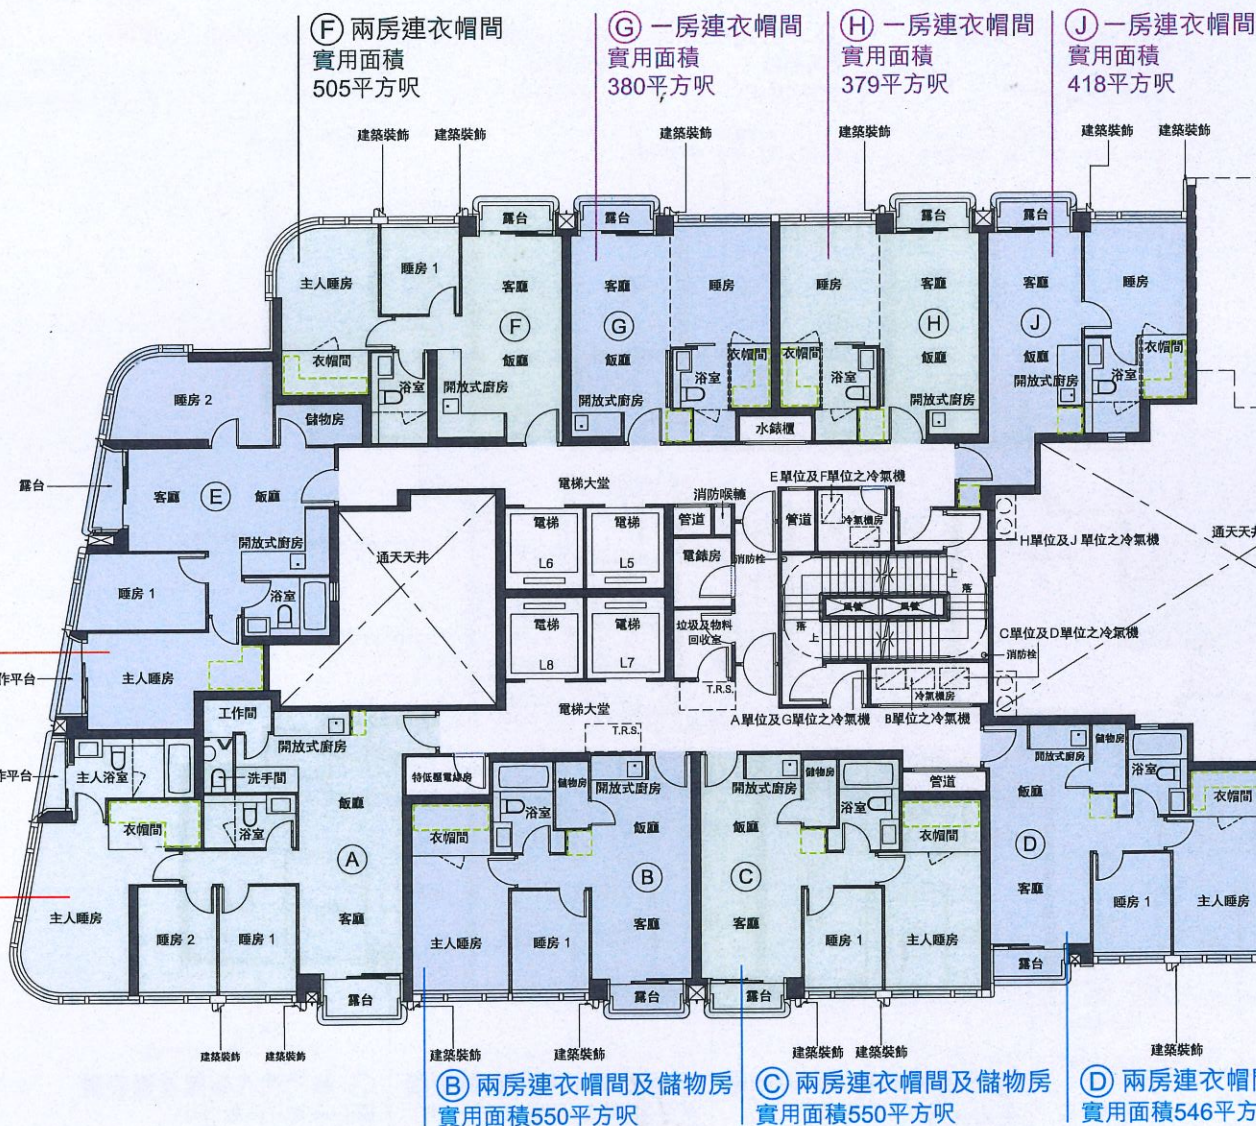 Ⓕ 兩房連衣帽間
實用面積
505平方呎
Ⓖ 一房連衣帽間
實用面積
380平方呎
Ⓗ 一房連衣帽間
實用面積
379平方呎
Ⓙ 一房連衣帽間
實用面積
418平方呎
建築裝飾 建築裝飾 建築裝飾 建築裝飾 建築裝飾 建築裝飾
露台 露台 露台 露台
主人睡房 睡房 1 客廳 客廳 睡房 睡房 客廳 客廳 睡房
Ⓕ Ⓖ Ⓗ Ⓙ
飯廳 飯廳 飯廳 飯廳
衣帽間 浴室 開放式廚房 開放式廚房 浴室 衣帽間 衣帽間 浴室 開放式廚房 開放式廚房 浴室 衣帽間
睡房 2 儲物房 水錶櫃
露台 客廳 Ⓔ 飯廳
開放式廚房
睡房 1 浴室
主人睡房
作平台
通天天井
電梯大堂
電梯 L6
電梯 L5
電梯 L8
電梯 L7
消防喉轆
管道
電錶房
垃圾及物料
回收室
T.R.S.
E單位及F單位之冷氣機
管道 冷氣機房
消防栓
H單位及J 單位之冷氣機
通天天井
上 落
風管 風管
落 上
C單位及D單位之冷氣機
消防栓
冷氣機房
A單位及G單位之冷氣機 B單位之冷氣機
管道
電梯大堂
T.R.S.
工作間
開放式廚房
作平台
主人浴室 洗手間
衣帽間 浴室 飯廳
Ⓐ
主人睡房 睡房 2 睡房 1 客廳
露台
特低壓電線房
衣帽間 浴室 儲物房 開放式廚房
飯廳
Ⓑ
主人睡房 睡房 1 客廳
露台
開放式廚房 儲物房 浴室 衣帽間
飯廳
Ⓒ
客廳 睡房 1 主人睡房
露台
開放式廚房 儲物房 浴室 衣帽間
飯廳
Ⓓ
客廳 睡房 1 主人睡房
露台
建築裝飾 建築裝飾 建築裝飾 建築裝飾 建築裝飾 建築裝飾 建築裝飾
Ⓑ 兩房連衣帽間及儲物房
實用面積550平方呎
Ⓒ 兩房連衣帽間及儲物房
實用面積550平方呎
Ⓓ 兩房連衣帽間
實用面積546平方